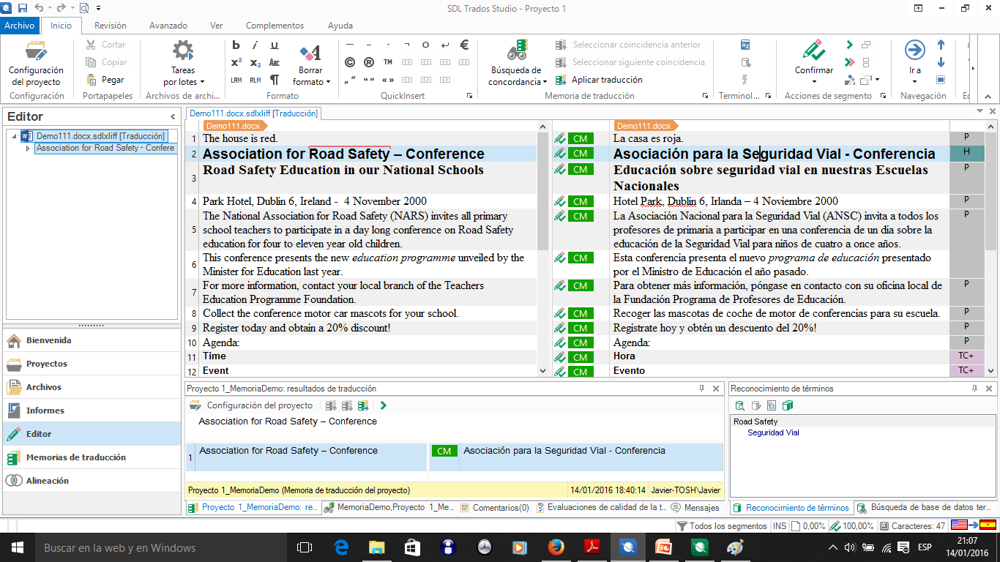 SDL Trados Studio - Proyecto 1
Archivo Inicio Revisión Avanzado Ver Complementos Ayuda
Configuración del proyecto
Configuración
Cortar
Copiar
Pegar
Portapapeles
Tareas por lotes
Archivos de archi...
b i u
x² x₂ ABC
LRM RLM ¶
Borrar formato
Formato
— – - ¬ o ↵ €
© ® TM
„ ” “ ” « »
QuickInsert
Búsqueda de concordancia
Seleccionar coincidencia anterior
Seleccionar siguiente coincidencia
Aplicar traducción
Memoria de traducción
Terminol...
Confirmar
Acciones de segmento
Ir a
Navegación
Editor
Demo111.docx.sdlxliff [Traducción]
Association for Road Safety - Confere
Bienvenida
Proyectos
Archivos
Informes
Editor
Memorias de traducción
Alineación
Demo111.docx.sdlxliff [Traducción]
Demo111.docx Demo111.docx
1 The house is red. CM La casa es roja. P
2 Association for Road Safety – Conference CM Asociación para la Seguridad Vial - Conferencia H
3 Road Safety Education in our National Schools CM Educación sobre seguridad vial en nuestras Escuelas P
Nacionales
4 Park Hotel, Dublin 6, Ireland - 4 November 2000 CM Hotel Park, Dublin 6, Irlanda – 4 Noviembre 2000 P
5 The National Association for Road Safety (NARS) invites all primary CM La Asociación Nacional para la Seguridad Vial (ANSC) invita a todos los P
school teachers to participate in a day long conference on Road Safety profesores de primaria a participar en una conferencia de un día sobre la
education for four to eleven year old children. educación de la Seguridad Vial para niños de cuatro a once años.
6 This conference presents the new education programme unveiled by the CM Esta conferencia presenta el nuevo programa de educación presentado
Minister for Education last year. por el Ministro de Educación el año pasado.
7 For more information, contact your local branch of the Teachers CM Para obtener más información, póngase en contacto con su oficina local de P
Education Programme Foundation. la Fundación Programa de Profesores de Educación.
8 Collect the conference motor car mascots for your school. CM Recoger las mascotas de coche de motor de conferencias para su escuela. P
9 Register today and obtain a 20% discount! CM Registrate hoy y obtén un descuento del 20%! P
10 Agenda: CM Agenda: P
11 Time CM Hora TC+
12 Event CM Evento TC+
Proyecto 1_MemoriaDemo: resultados de traducción
Configuración del proyecto
Association for Road Safety – Conference
1 Association for Road Safety – Conference CM Asociación para la Seguridad Vial - Conferencia
Proyecto 1_MemoriaDemo (Memoria de traducción del proyecto) 14/01/2016 18:40:14 Javier-TOSH\Javier
Proyecto 1_MemoriaDemo: re... MemoriaDemo,Proyecto 1_Me... Comentarios(0) Evaluaciones de calidad de la t... Mensajes
Reconocimiento de términos
Road Safety
Seguridad Vial
Reconocimiento de términos Búsqueda de base de datos ter...
Todos los segmentos INS 0,00% 100,00% Caracteres: 47
Buscar en la web y en Windows
ESP
21:07
14/01/2016